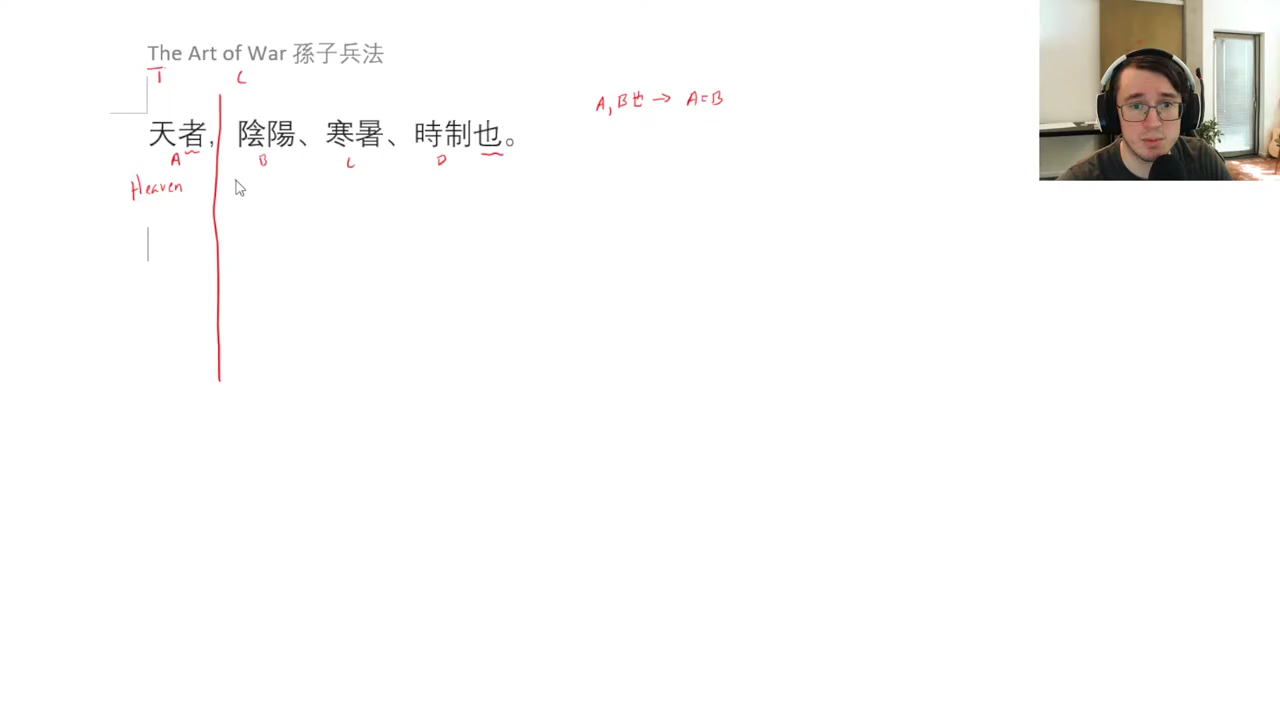 The Art of War 孫子兵法
T C
A, B也 → A=B
天者, 陰陽、寒暑、時制也。
A B C D
Heaven